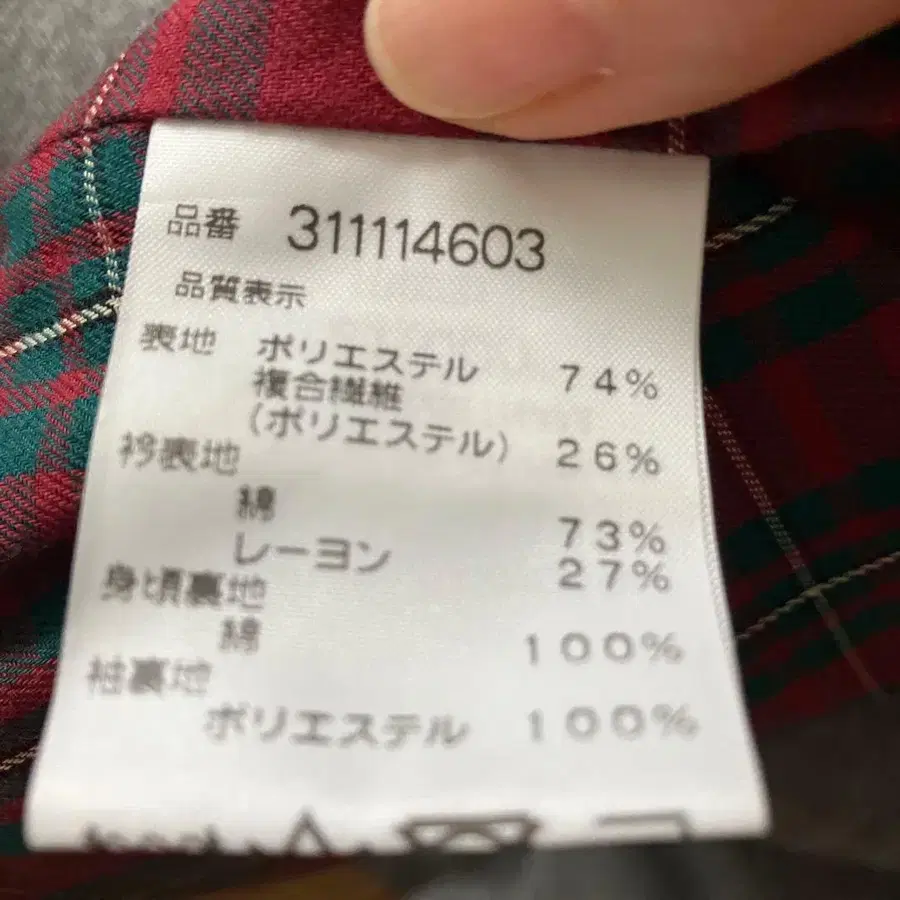 品番 311114603
品質表示
表地 ポリエステル 74%
複合繊維
(ポリエステル) 26%
衿表地
綿 73%
レーヨン 27%
身頃裏地
綿 100%
袖裏地
ポリエステル 100%